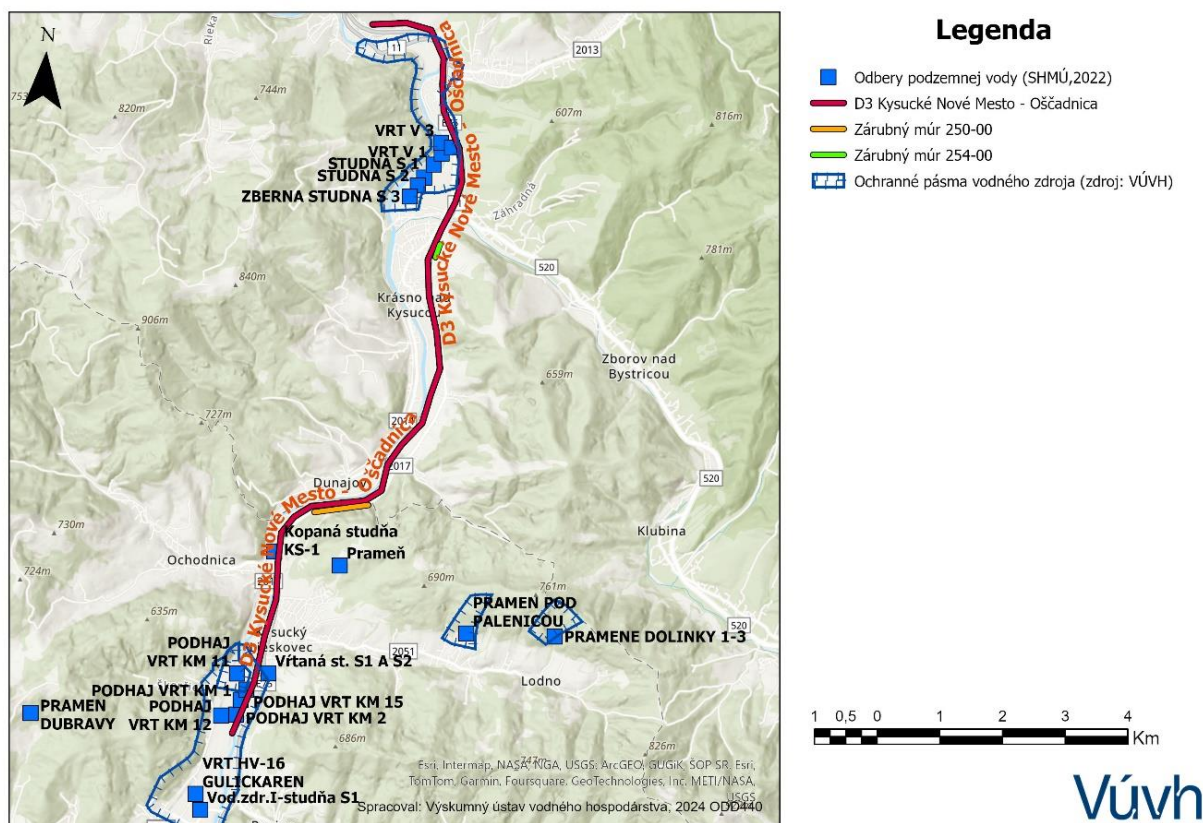 N
Rieka
11
2013
753
820m
744m
607m
816m
VRT V 3
VRT V 1
STUDNA S 1
STUDNA S 2
ZBERNA STUDNA S 3
D3 Kysucké Nové Mesto - Oščadnica
Záhradná
781m
520
840m
Krásno nad
Kysucou
906m
Zborov nad
Bystricou
659m
727m
2017
520
Dunajov
D3 Kysucké Nové Mesto - Oščadnica
730m
Klubina
Kopaná studňa
KS-1
Ochodnica
Prameň
724m
690m
761m
635m
PRAMEN POD
PALENICOU
PRAMENE DOLINKY 1-3
520
2051
PODHAJ
VRT KM 11
Vŕtaná st. S1 A S2
Lodno
PODHAJ VRT KM 1
PODHAJ VRT KM 15
PODHAJ
VRT KM 12
PODHAJ VRT KM 2
PRAMEN
DUBRAVY
686m
826m
VRT HV-16
GULICKAREN
Vod.zdr.I-studňa S1
Esri, Intermap, NASA, NGA, USGS; ArcGEO, GUGiK, ŠOP SR, Esri,
TomTom, Garmin, Foursquare, GeoTechnologies, Inc, METI/NASA,
USGS
Spracoval: Výskumný ústav vodného hospodárstva, 2024 ODD440
Legenda
Odbery podzemnej vody (SHMÚ,2022)
D3 Kysucké Nové Mesto - Oščadnica
Zárubný múr 250-00
Zárubný múr 254-00
Ochranné pásma vodného zdroja (zdroj: VÚVH)
1 0,5 0 1 2 3 4
Km
Vúvh